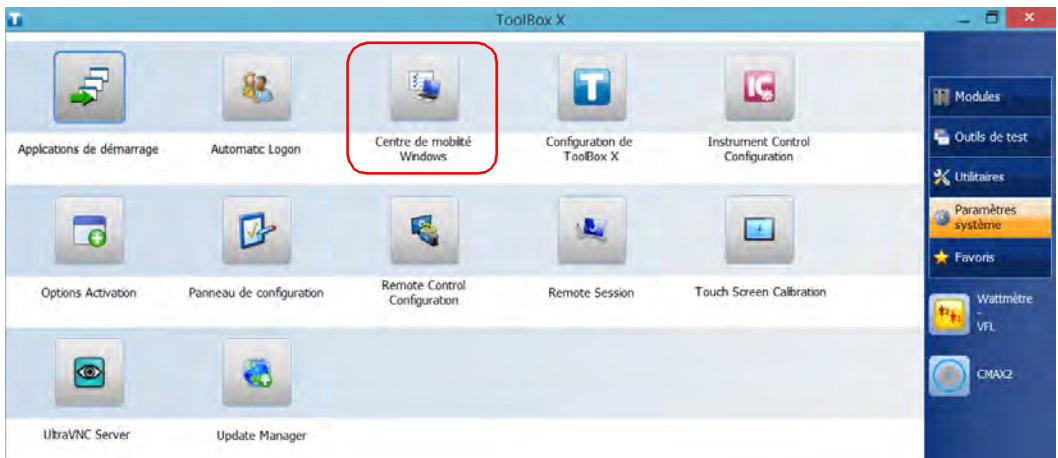 ToolBox X
Applications de démarrage
Automatic Logon
Centre de mobilité
Windows
Configuration de
ToolBox X
Instrument Control
Configuration
Options Activation
Panneau de configuration
Remote Control
Configuration
Remote Session
Touch Screen Calibration
UltraVNC Server
Update Manager
Modules
Outils de test
Utilitaires
Paramètres
système
Favoris
Wattmètre
-
VFL
CMAX2